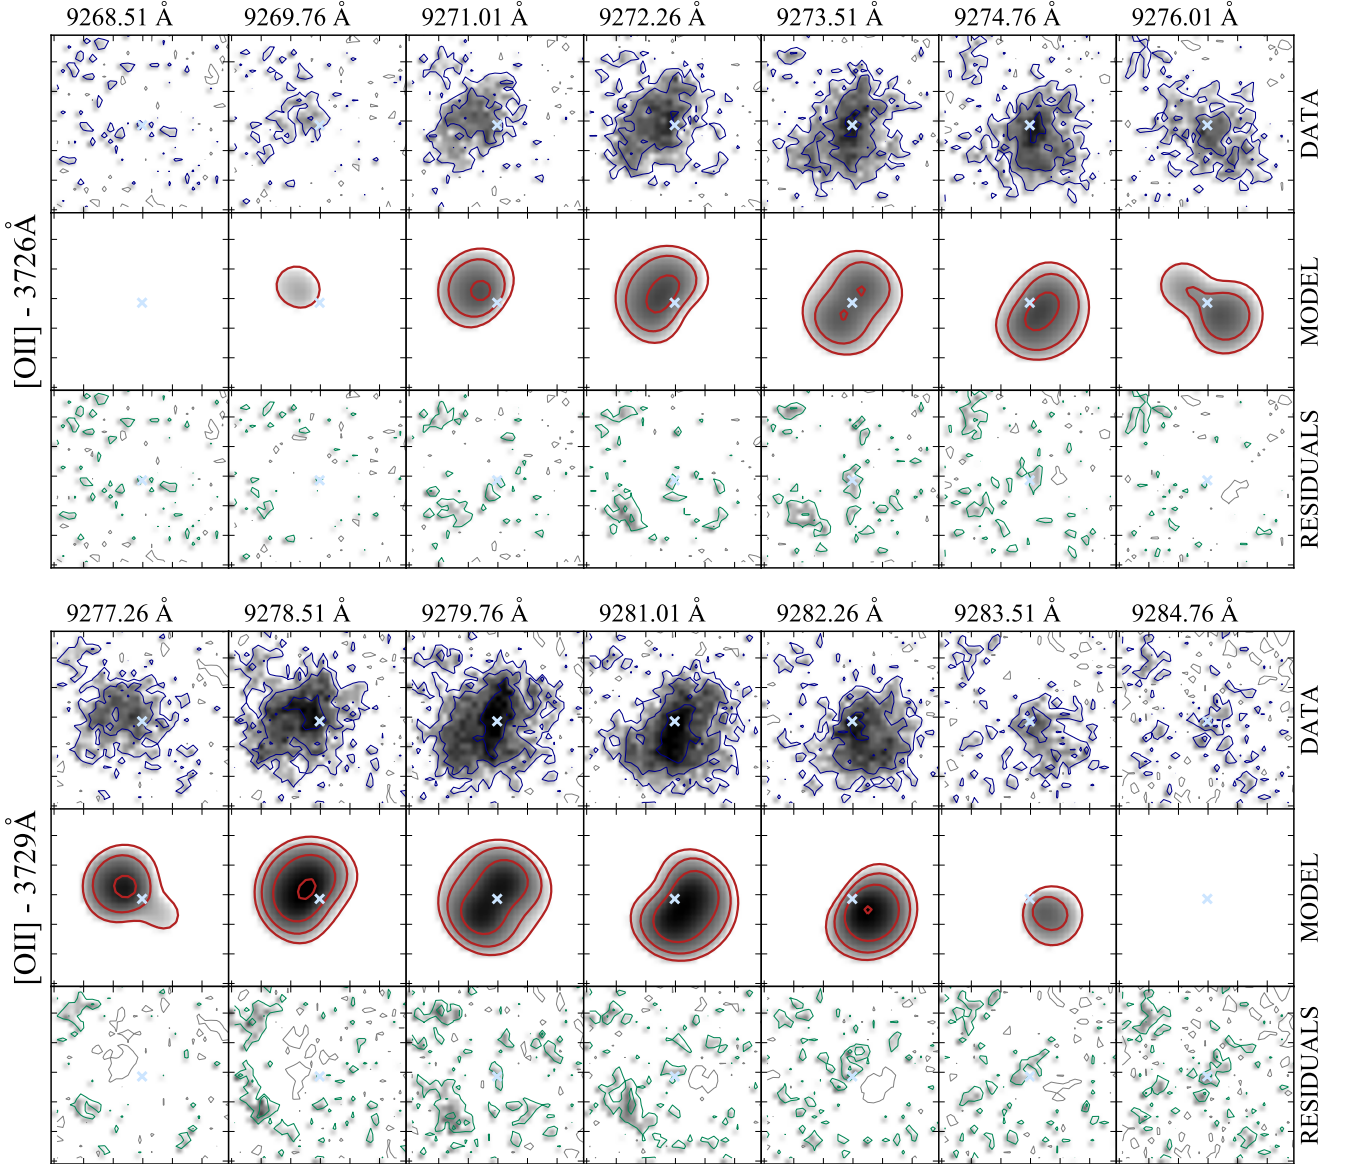 9268.51 Å 9269.76 Å 9271.01 Å 9272.26 Å 9273.51 Å 9274.76 Å 9276.01 Å
DATA
[OII] - 3726Å
MODEL
RESIDUALS
9277.26 Å 9278.51 Å 9279.76 Å 9281.01 Å 9282.26 Å 9283.51 Å 9284.76 Å
DATA
[OII] - 3729Å
MODEL
RESIDUALS